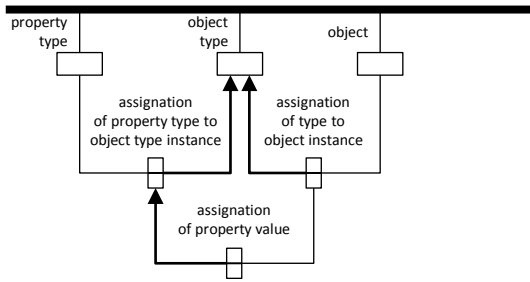 property
type
object
type
object
assignation
of property type to
object type instance
assignation
of type to
object instance
assignation
of property value